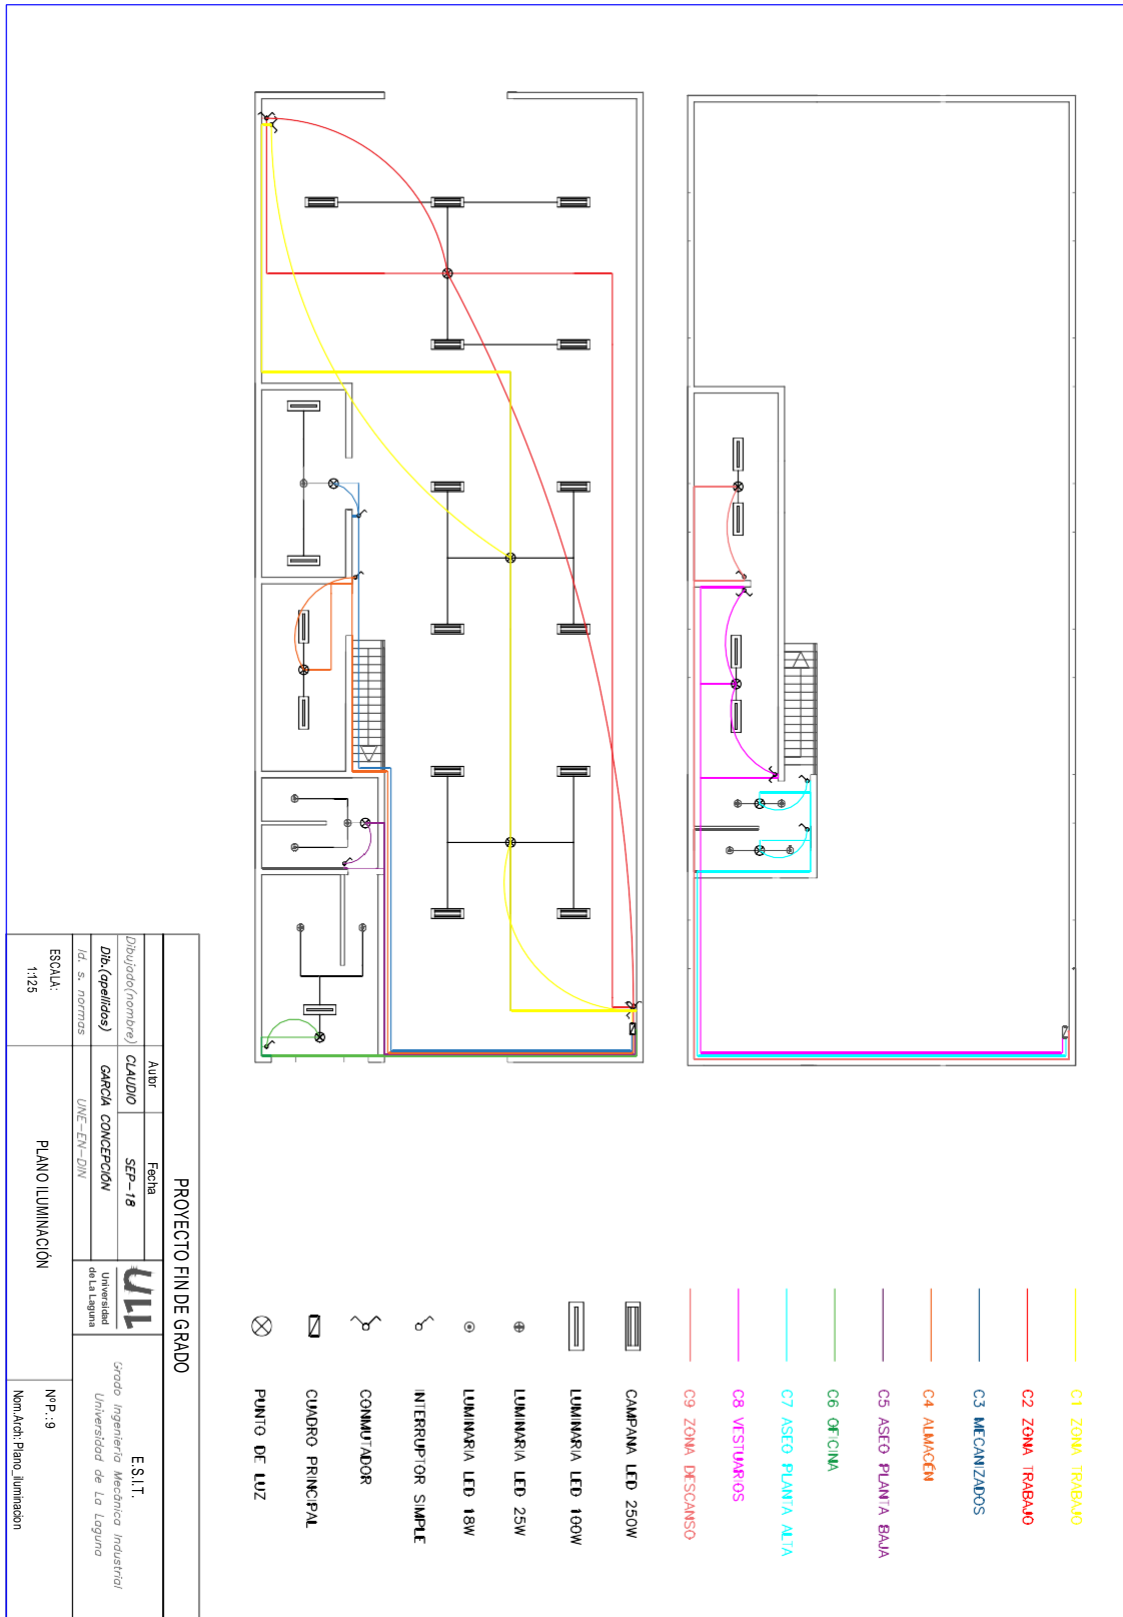 C1 ZONA TRABAJO
C2 ZONA TRABAJO
C3 MECANIZADOS
C4 ALMACÉN
C5 ASEO PLANTA BAJA
C6 OFICINA
C7 ASEO PLANTA ALTA
C8 VESTUARIOS
C9 ZONA DESCANSO
CAMPANA LED 250W
LUMINARIA LED 100W
LUMINARIA LED 25W
LUMINARIA LED 18W
INTERRUPTOR SIMPLE
CONMUTADOR
CUADRO PRINCIPAL
PUNTO DE LUZ
PROYECTO FIN DE GRADO
Autor
Fecha
Dibujado(nombre)
CLAUDIO
SEP-18
Dib.(apellidos)
GARCÍA CONCEPCIÓN
Id. s. normas
UNE-EN-DIN
ULL
Universidad
de La Laguna
E.S.I.T.
Grado Ingeniería Mecánica Industrial
Universidad de La Laguna
ESCALA:
1:125
PLANO ILUMINACIÓN
NºP.:9
Nom.Arch: Plano_iluminacion